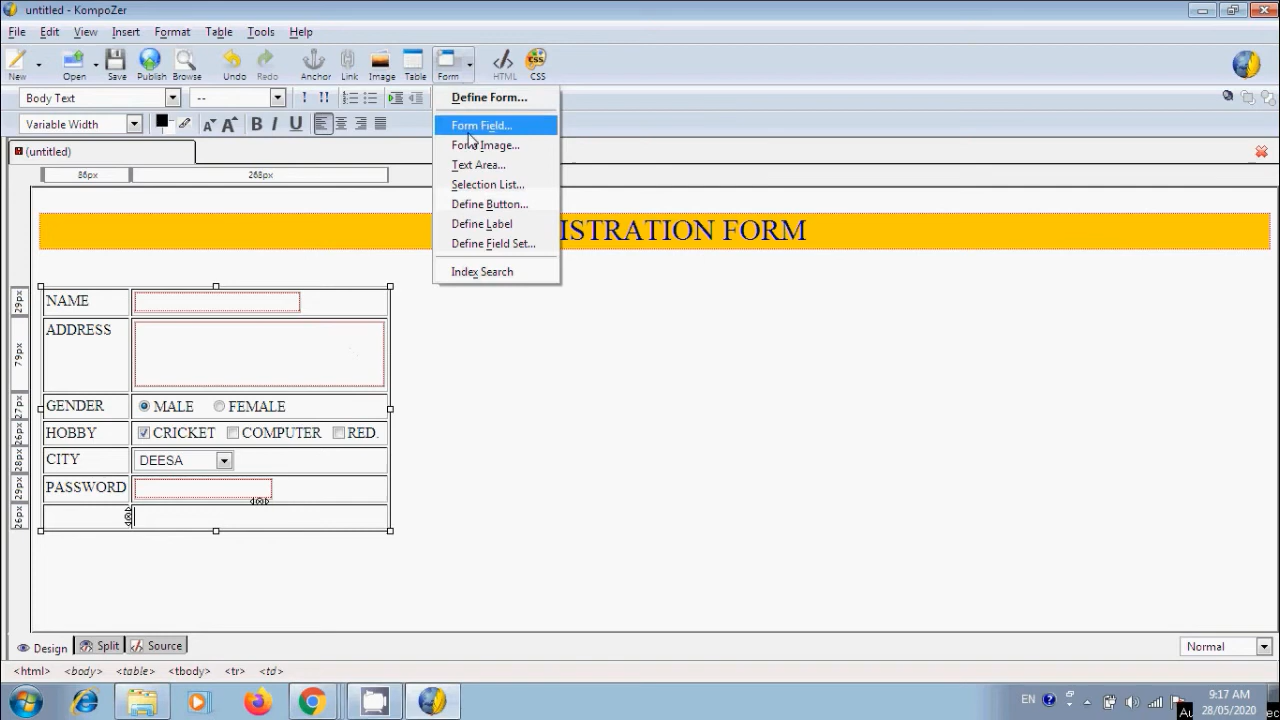 untitled - KompoZer
File Edit View Insert Format Table Tools Help
New Open Save Publish Browse Undo Redo Anchor Link Image Table Form HTML CSS
Body Text --
Define Form...
Variable Width B I U
Form Field...
(untitled)
Form Image...
Text Area...
86px 268px
Selection List...
Define Button...
Define Label
ISTRATION FORM
Define Field Set...
Index Search
29px NAME
ADDRESS
79px
27px GENDER MALE FEMALE
26px HOBBY CRICKET COMPUTER RED.
28px CITY DEESA
29px PASSWORD
26px
Design Split Source Normal
<html> <body> <table> <tbody> <tr> <td>
EN 9:17 AM
28/05/2020